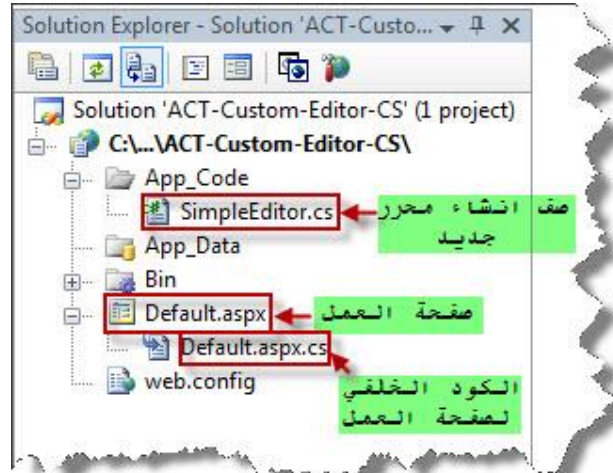 Solution Explorer - Solution 'ACT-Custo...
Solution 'ACT-Custom-Editor-CS' (1 project)
C:\...\ACT-Custom-Editor-CS\
App_Code
SimpleEditor.cs
صف انشاء محرر
جديد
App_Data
Bin
Default.aspx
صفحة العمل
Default.aspx.cs
web.config
الكود الخلفي
لصفحة العمل